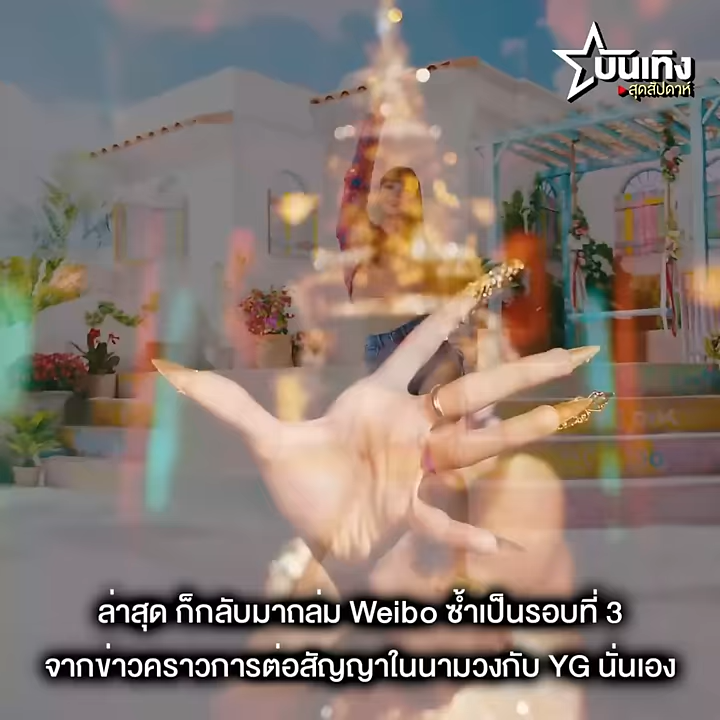 บันเทิง
สุดสัปดาห์
ล่าสุด ก็กลับมาถล่ม Weibo ซ้ำเป็นรอบที่ 3
จากข่าวคราวการต่อสัญญาในนามวงกับ YG นั่นเอง